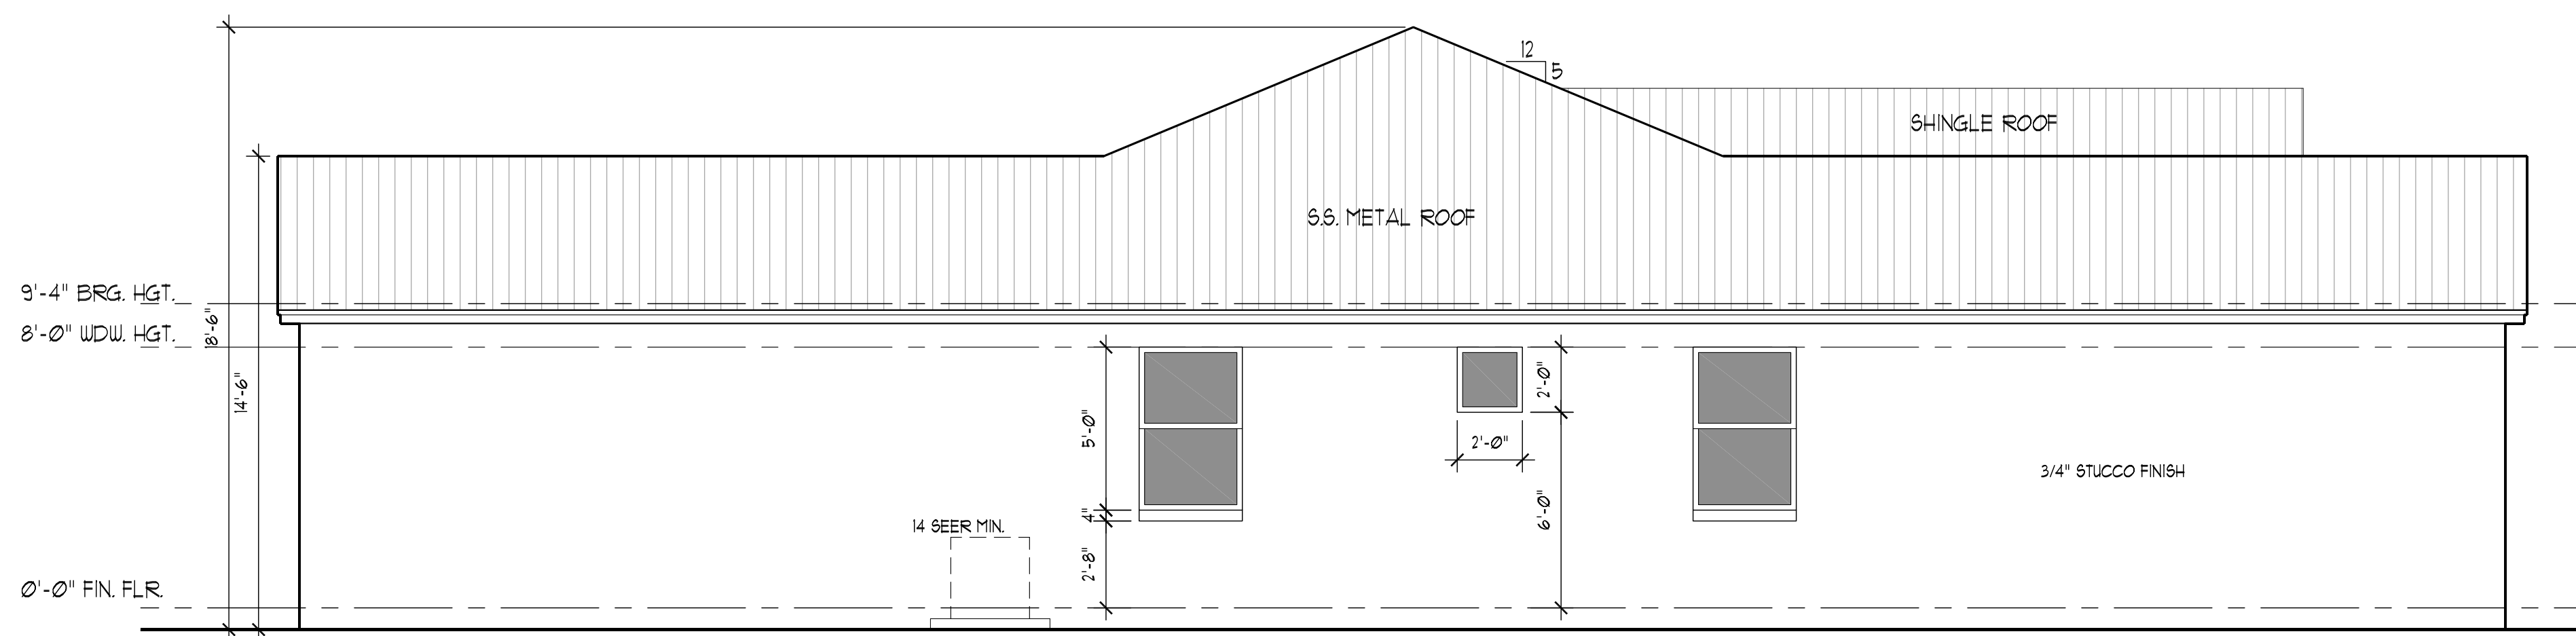 12
5
SHINGLE ROOF
S.S. METAL ROOF
9'-4" BRG. HGT.
8'-0" WDW. HGT.
18'-6"
14'-6"
5'-0"
2'-0"
2'-0"
3/4" STUCCO FINISH
4"
6'-0"
14 SEER MIN.
2'-8"
0'-0" FIN. FLR.